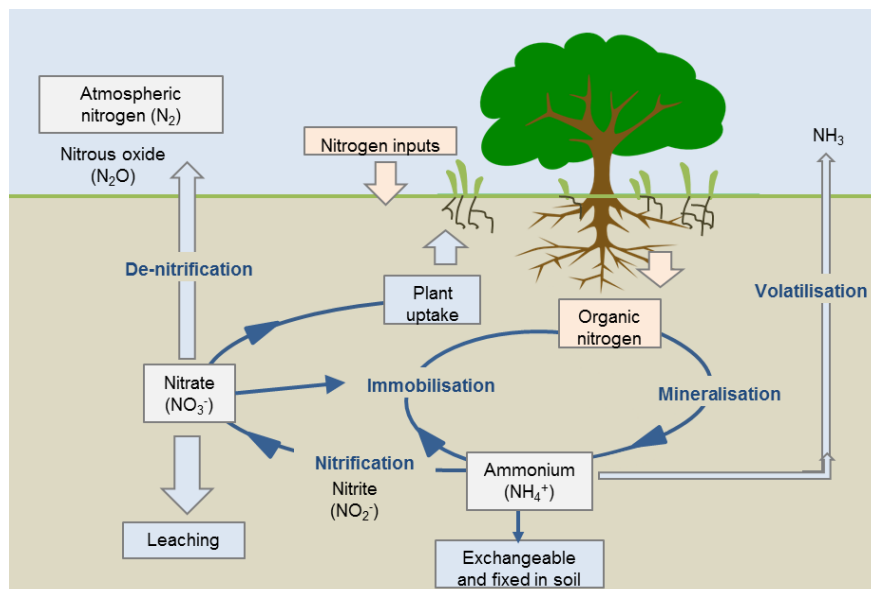 Atmospheric
nitrogen (N₂)
Nitrous oxide
(N₂O)
Nitrogen inputs
NH₃
De-nitrification
Plant
uptake
Volatilisation
Organic
nitrogen
Nitrate
(NO₃⁻)
Immobilisation
Mineralisation
Nitrification
Nitrite
(NO₂⁻)
Ammonium
(NH₄⁺)
Leaching
Exchangeable
and fixed in soil